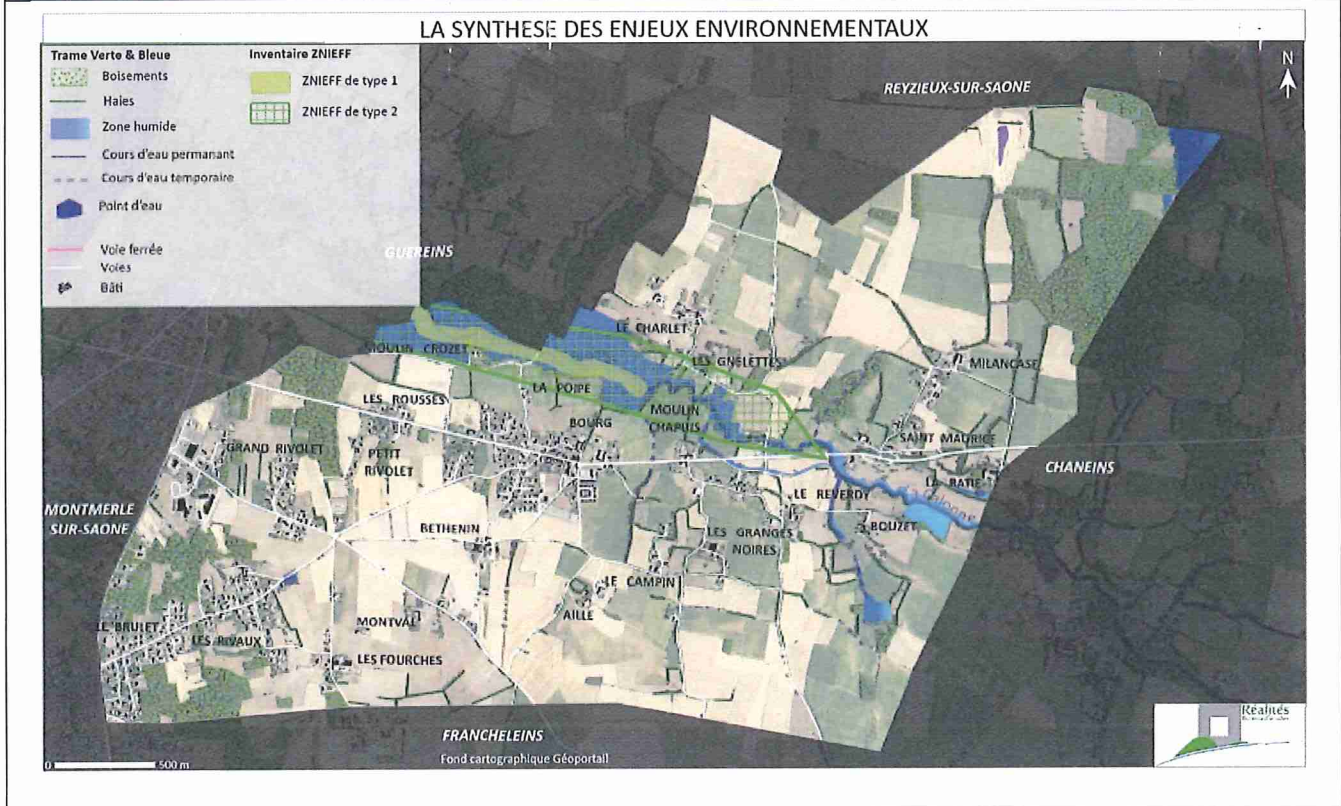 LA SYNTHESE DES ENJEUX ENVIRONNEMENTAUX
Trame Verte & Bleue
Boisements
Haies
Zone humide
Cours d'eau permanant
Cours d'eau temporaire
Point d'eau
Voie ferrée
Voies
Bâti
Inventaire ZNIEFF
ZNIEFF de type 1
ZNIEFF de type 2
N
REYZIEUX-SUR-SAONE
GUEREINS
LE CHARLET
MOULIN CROZET
LES GNELETTES
MILANCASE
LA POIPE
LES ROUSSES
MOULIN
CHAPUIS
BOURG
SAINT MAURICE
GRAND RIVOLET
PETIT
RIVOLET
CHANEINS
LA BATIE
LE REVERDY
La Calonne
MONTMERLE
SUR-SAONE
BETHENIN
LES GRANGES
NOIRES
BOUZET
LE CAMPIN
AILLE
MONTVAL
LE BRULET
LES RIVAUX
LES FOURCHES
FRANCHELEINS
Fond cartographique Géoportail
0 500 m
Réalités